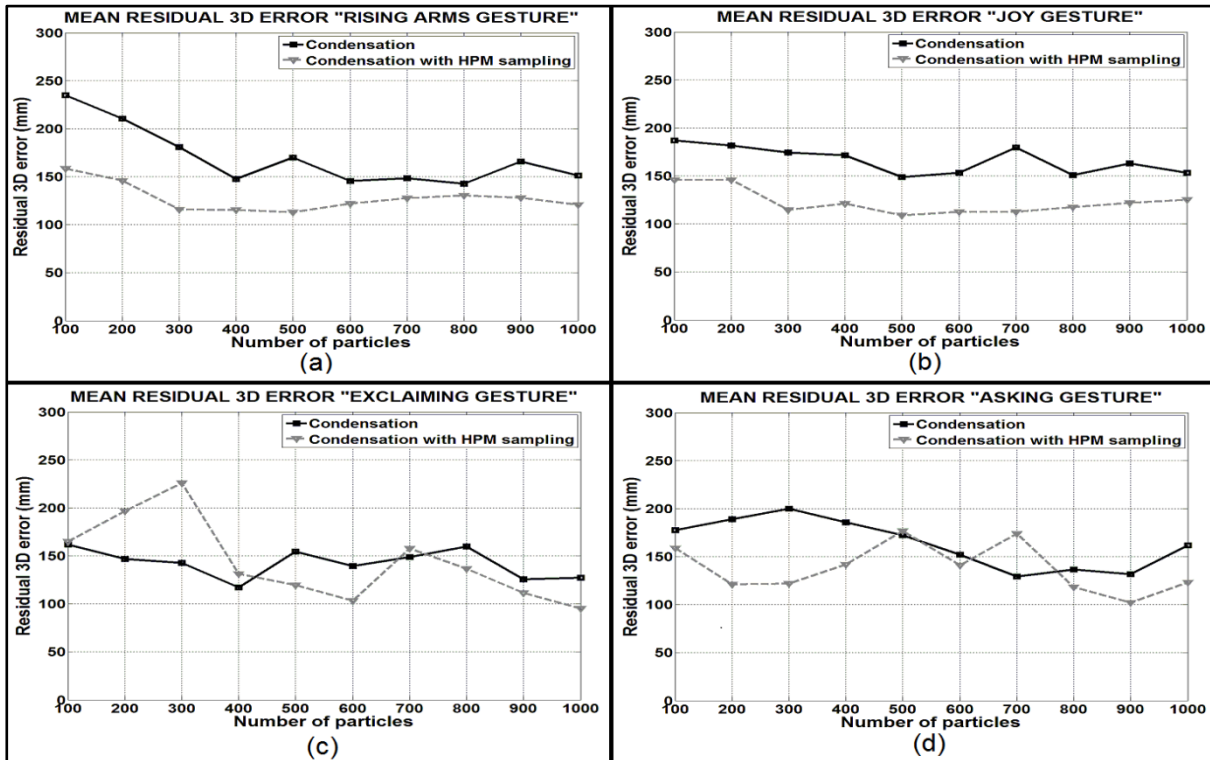 MEAN RESIDUAL 3D ERROR "RISING ARMS GESTURE"
300
250
200
150
100
50
0
Residual 3D error (mm)
Condensation
Condensation with HPM sampling
100 200 300 400 500 600 700 800 900 1000
Number of particles
(a)
MEAN RESIDUAL 3D ERROR "JOY GESTURE"
300
250
200
150
100
50
0
Residual 3D error (mm)
Condensation
Condensation with HPM sampling
100 200 300 400 500 600 700 800 900 1000
Number of particles
(b)
MEAN RESIDUAL 3D ERROR "EXCLAIMING GESTURE"
300
250
200
150
100
50
0
Residual 3D error (mm)
Condensation
Condensation with HPM sampling
100 200 300 400 500 600 700 800 900 1000
Number of particles
(c)
MEAN RESIDUAL 3D ERROR "ASKING GESTURE"
300
250
200
150
100
50
0
Residual 3D error (mm)
Condensation
Condensation with HPM sampling
100 200 300 400 500 600 700 800 900 1000
Number of particles
(d)